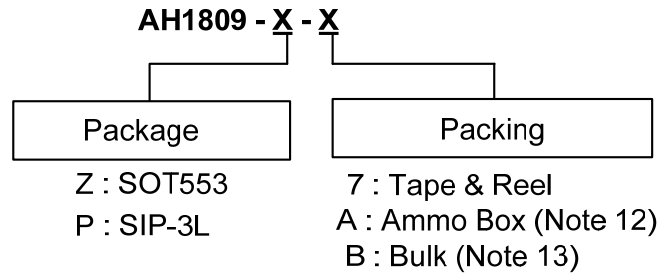 AH1809 - X - X
Package
Z : SOT553
P : SIP-3L
Packing
7 : Tape & Reel
A : Ammo Box (Note 12)
B : Bulk (Note 13)